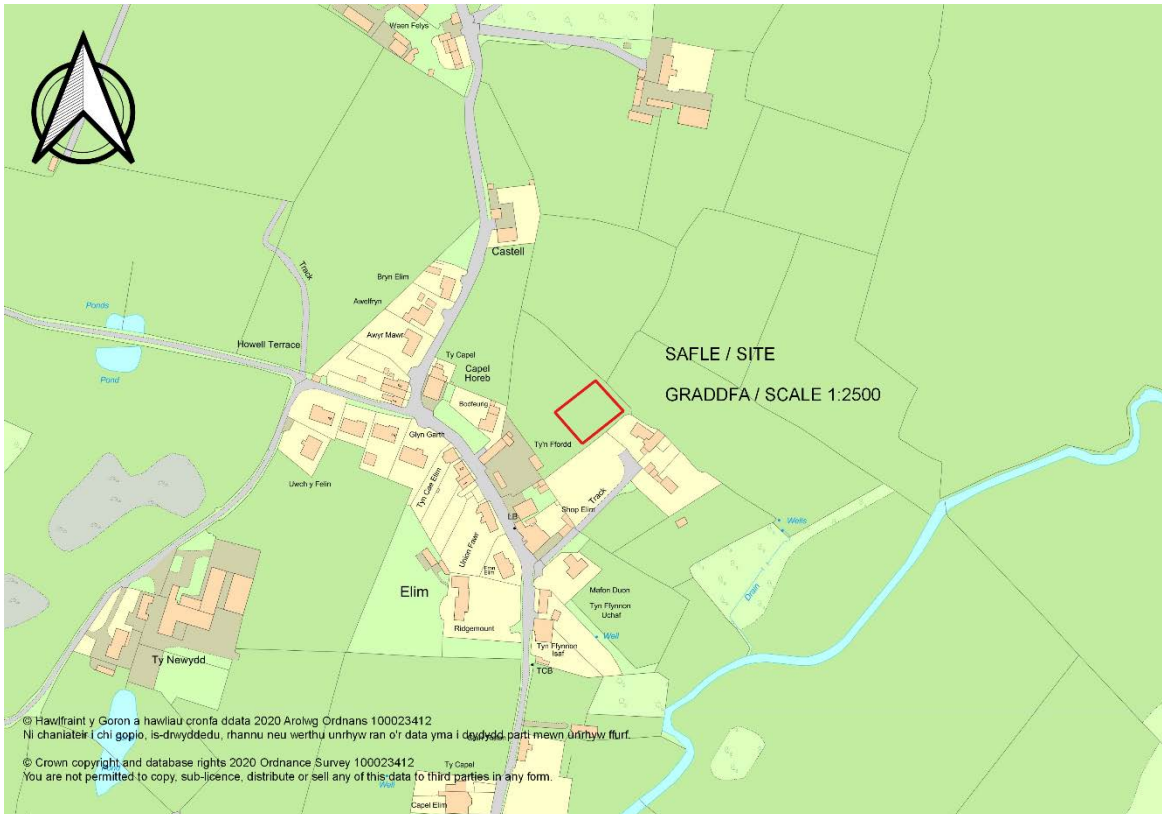 Waen Felys
Castell
Track
Bryn Elim
Awelfryn
Ponds
Awyr Mawr
Howell Terrace
Pond
Ty Capel
Capel
Horeb
SAFLE / SITE
GRADDFA / SCALE 1:2500
Bodfeurig
Glyn Garth
Ty'n Ffordd
Uwch y Felin
Tyn Cae Elim
Track
Shop Elim
LB
Wells
Union Fawr
Drain
Elim
Mafon Duon
Tyn Ffynnon
Uchaf
Ridgemount
Well
Tyn Ffynnon
Isaf
Ty Newydd
TCB
© Hawlfraint y Goron a hawliau cronfa ddata 2020 Arolwg Ordnans 100023412
Ni chaniateir i chi gopio, is-drwyddedu, rhannu neu werthu unrhyw ran o'r data yma i drydydd parti mewn unrhyw ffurf.
© Crown copyright and database rights 2020 Ordnance Survey 100023412
You are not permitted to copy, sub-licence, distribute or sell any of this data to third parties in any form.
Ty Capel
Well
Capel Elim